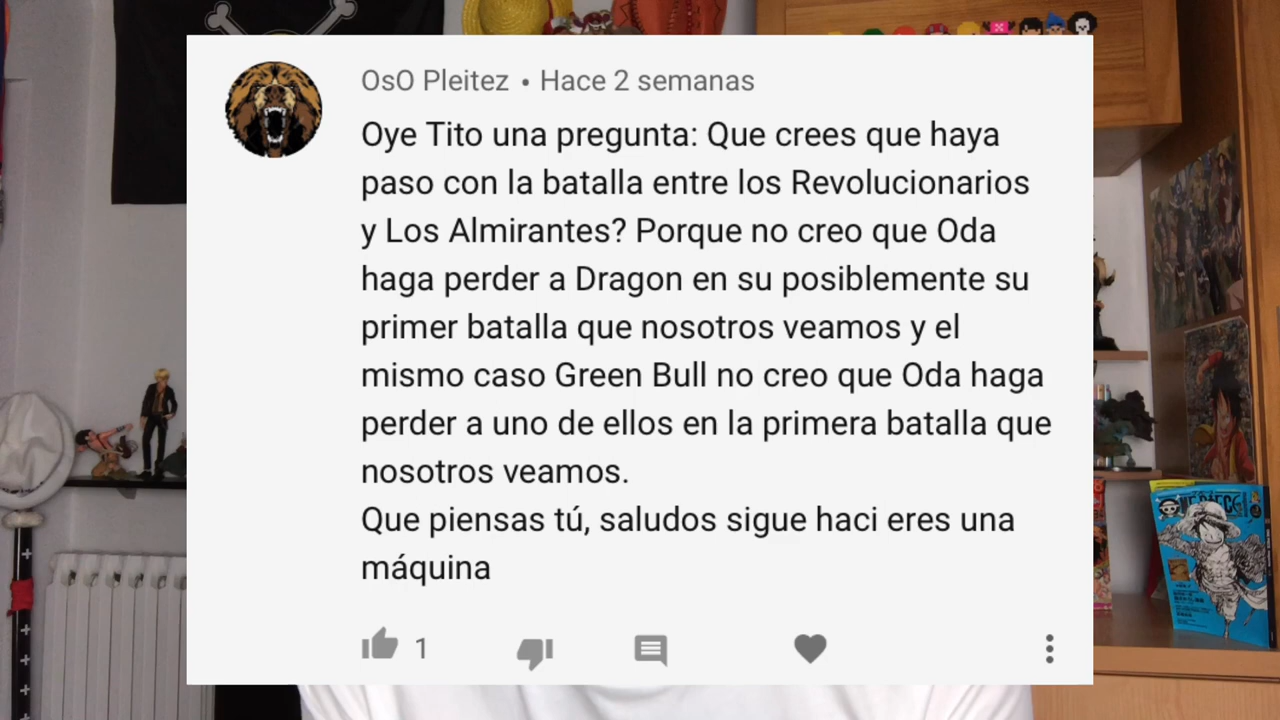 OsO Pleitez • Hace 2 semanas
Oye Tito una pregunta: Que crees que haya
paso con la batalla entre los Revolucionarios
y Los Almirantes? Porque no creo que Oda
haga perder a Dragon en su posiblemente su
primer batalla que nosotros veamos y el
mismo caso Green Bull no creo que Oda haga
perder a uno de ellos en la primera batalla que
nosotros veamos.
Que piensas tú, saludos sigue haci eres una
máquina
1
ONE PIECE